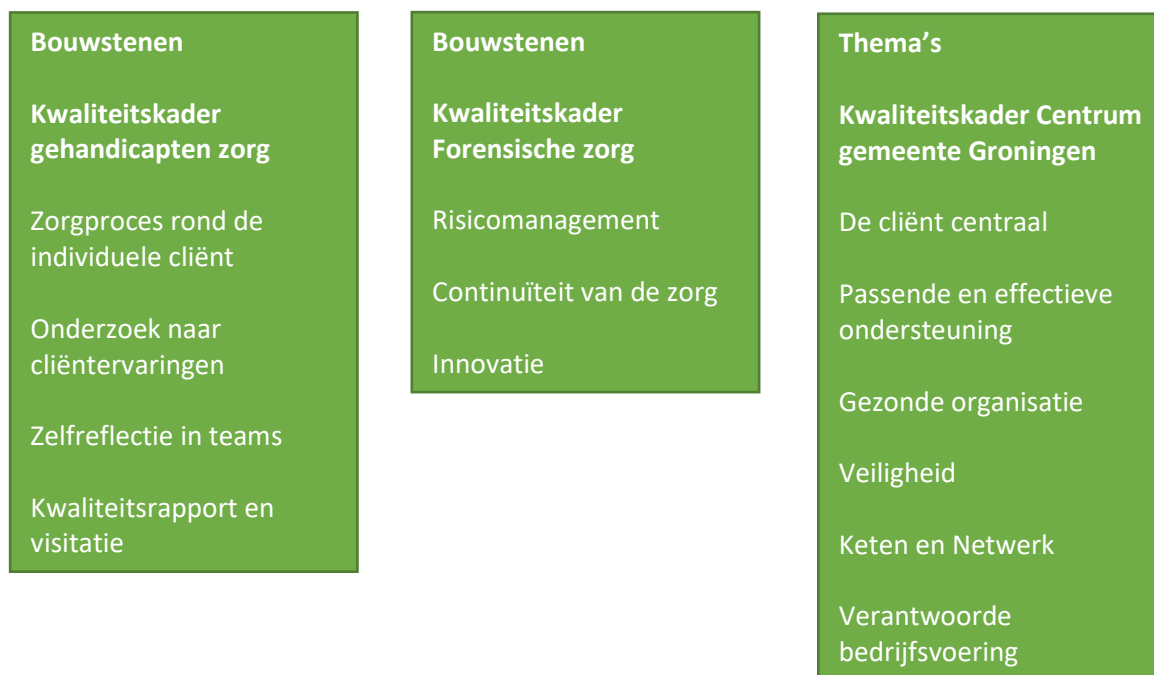 Bouwstenen
Kwaliteitskader
gehandicapten zorg
Zorgproces rond de
individuele cliënt
Onderzoek naar
cliëntervaringen
Zelfreflectie in teams
Kwaliteitsrapport en
visitatie
Bouwstenen
Kwaliteitskader
Forensische zorg
Risicomanagement
Continuïteit van de zorg
Innovatie
Thema’s
Kwaliteitskader Centrum
gemeente Groningen
De cliënt centraal
Passende en effectieve
ondersteuning
Gezonde organisatie
Veiligheid
Keten en Netwerk
Verantwoorde
bedrijfsvoering